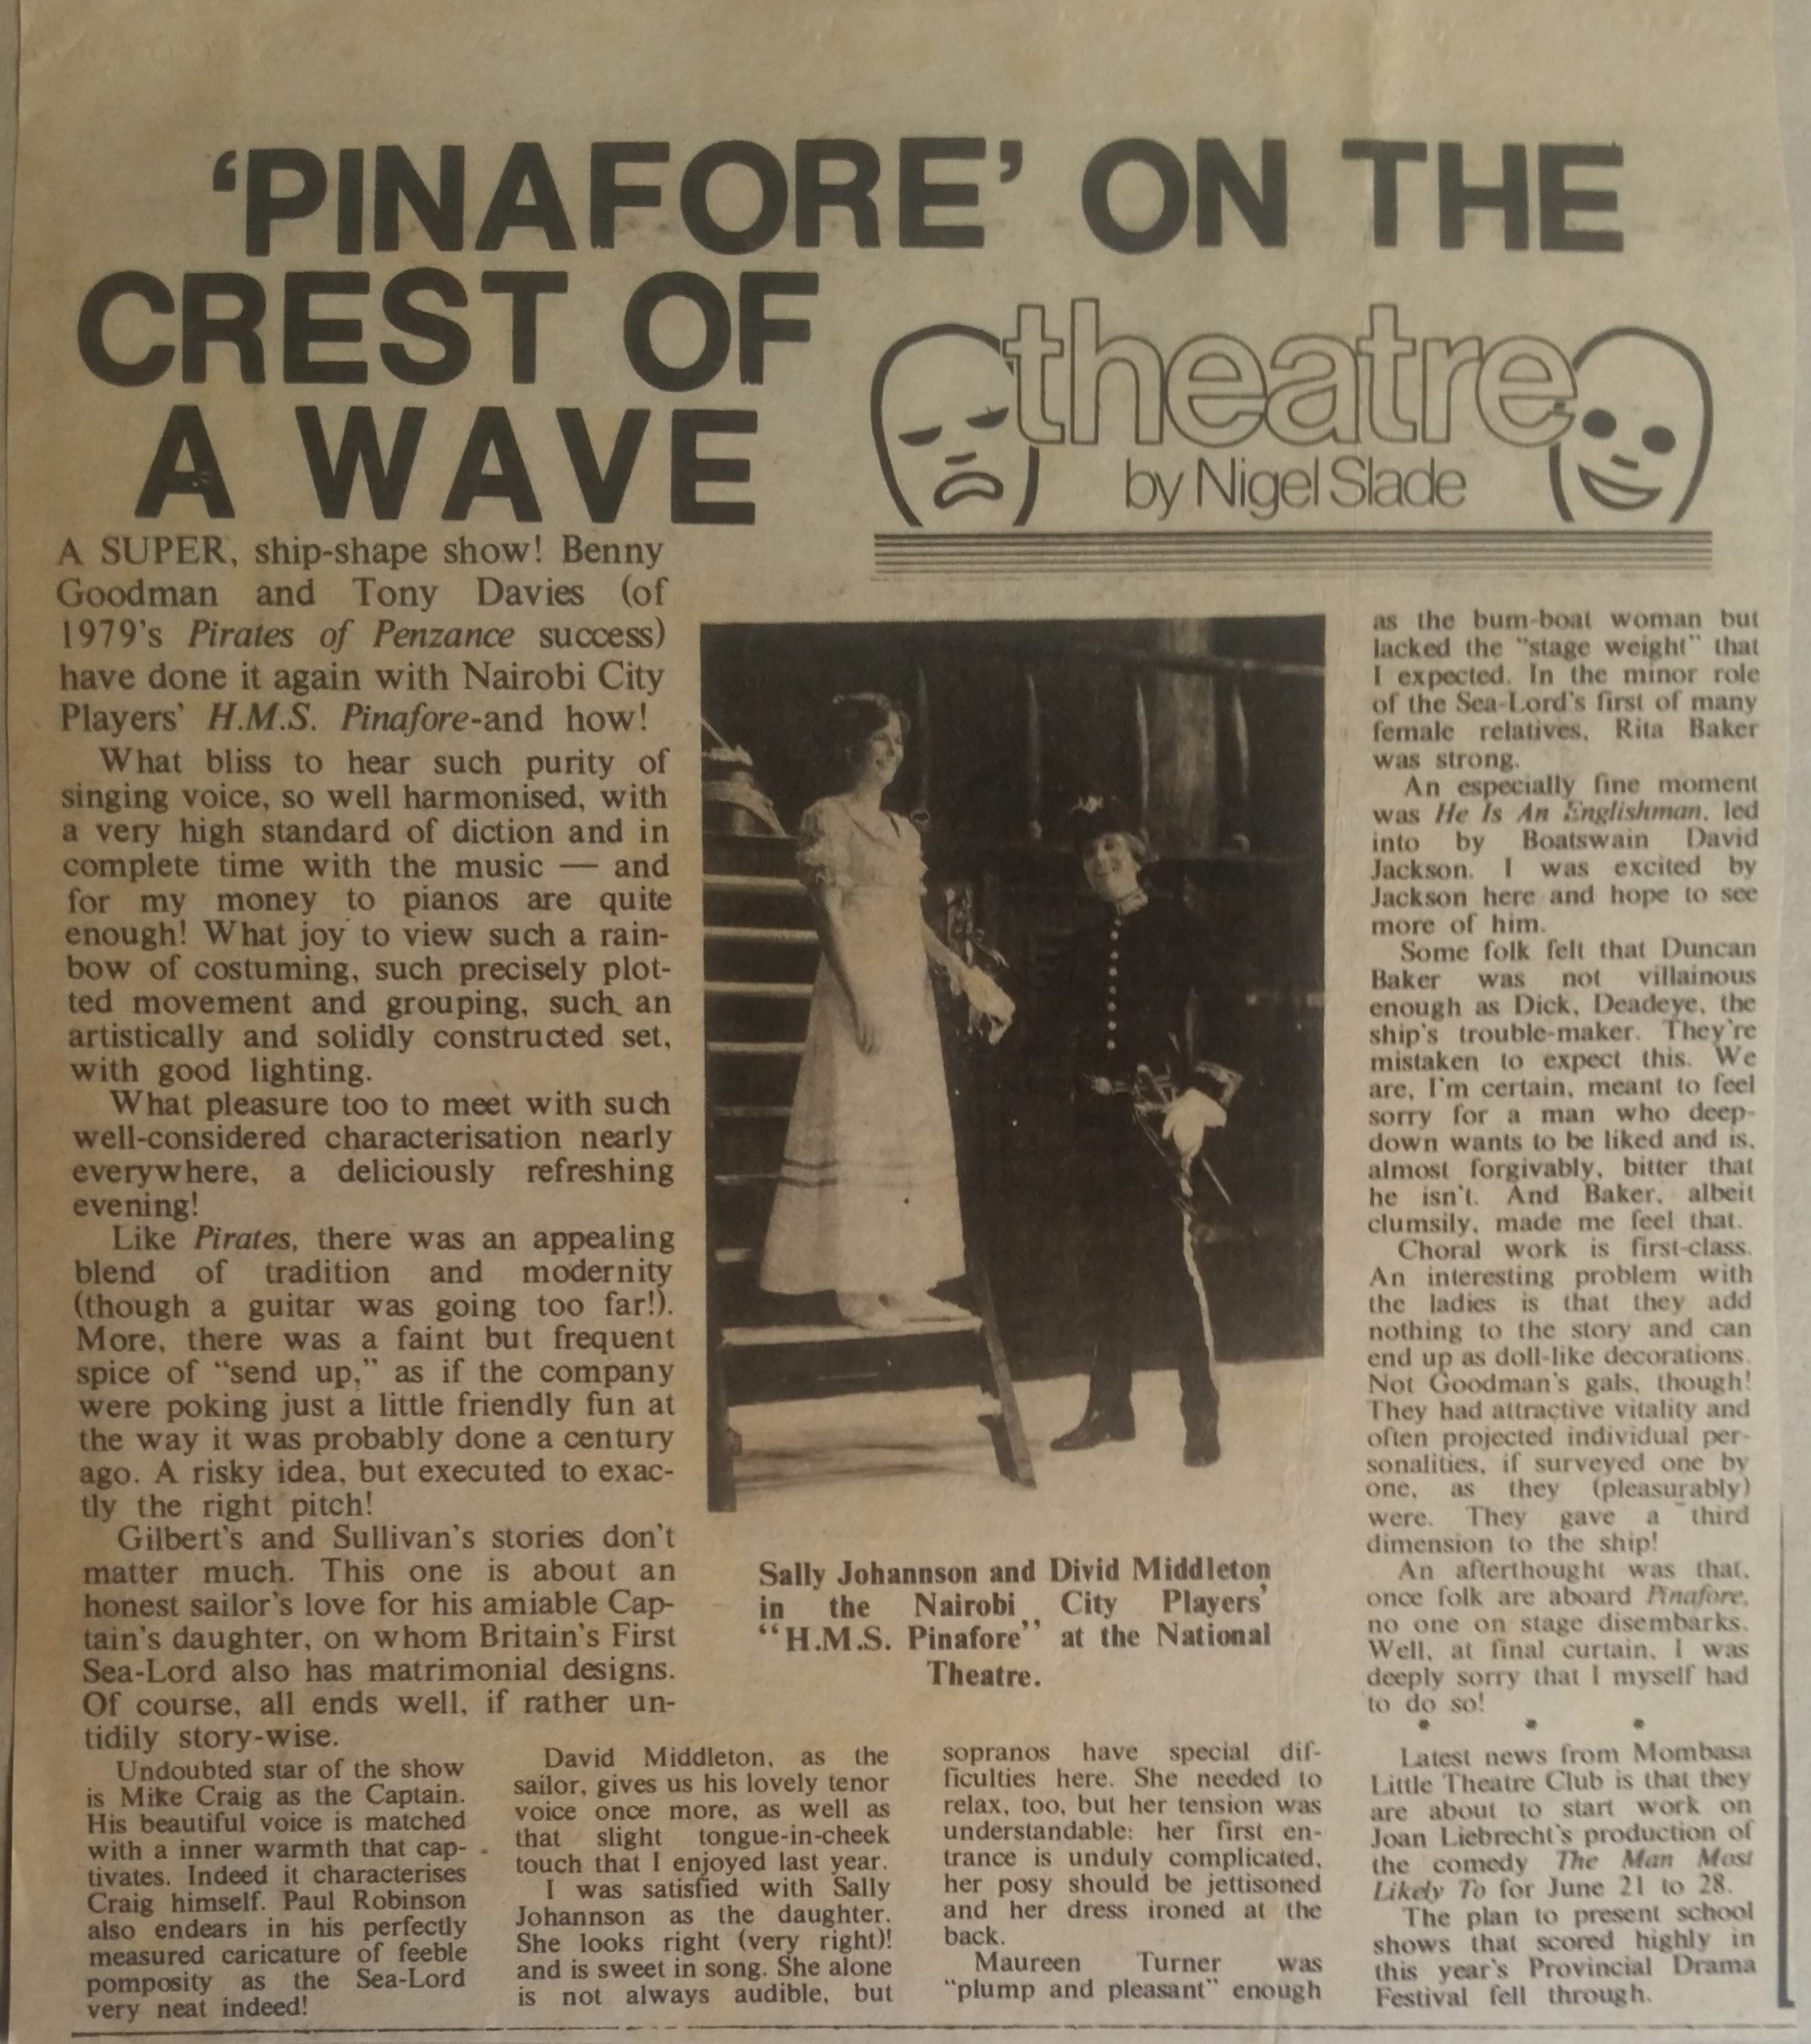 ‘PINAFORE’ ON THE
CREST OF
A WAVE
theatre
by Nigel Slade
A SUPER, ship-shape show! Benny
Goodman and Tony Davies (of
1979’s Pirates of Penzance success)
have done it again with Nairobi City
Players’ H.M.S. Pinafore-and how!
What bliss to hear such purity of
singing voice, so well harmonised, with
a very high standard of diction and in
complete time with the music — and
for my money to pianos are quite
enough! What joy to view such a rain-
bow of costuming, such precisely plot-
ted movement and grouping, such an
artistically and solidly constructed set,
with good lighting.
What pleasure too to meet with such
well-considered characterisation nearly
everywhere, a deliciously refreshing
evening!
Like Pirates, there was an appealing
blend of tradition and modernity
(though a guitar was going too far!).
More, there was a faint but frequent
spice of “send up,” as if the company
were poking just a little friendly fun at
the way it was probably done a century
ago. A risky idea, but executed to exac-
tly the right pitch!
Gilbert’s and Sullivan’s stories don’t
matter much. This one is about an
honest sailor’s love for his amiable Cap-
tain’s daughter, on whom Britain’s First
Sea-Lord also has matrimonial designs.
Of course, all ends well, if rather un-
tidily story-wise.
Undoubted star of the show
is Mike Craig as the Captain.
His beautiful voice is matched
with a inner warmth that cap-
tivates. Indeed it characterises
Craig himself. Paul Robinson
also endears in his perfectly
measured caricature of feeble
pomposity as the Sea-Lord
very neat indeed!
David Middleton, as the
sailor, gives us his lovely tenor
voice once more, as well as
that slight tongue-in-cheek
touch that I enjoyed last year.
I was satisfied with Sally
Johannson as the daughter.
She looks right (very right)!
and is sweet in song. She alone
is not always audible, but
sopranos have special dif-
ficulties here. She needed to
relax, too, but her tension was
understandable: her first en-
trance is unduly complicated,
her posy should be jettisoned
and her dress ironed at the
back.
Maureen Turner was
“plump and pleasant” enough
as the bum-boat woman but
lacked the “stage weight” that
I expected. In the minor role
of the Sea-Lord’s first of many
female relatives, Rita Baker
was strong.
An especially fine moment
was He Is An Englishman, led
into by Boatswain David
Jackson. I was excited by
Jackson here and hope to see
more of him.
Some folk felt that Duncan
Baker was not villainous
enough as Dick, Deadeye, the
ship’s trouble-maker. They’re
mistaken to expect this. We
are, I’m certain, meant to feel
sorry for a man who deep-
down wants to be liked and is,
almost forgivably, bitter that
he isn’t. And Baker, albeit
clumsily, made me feel that.
Choral work is first-class.
An interesting problem with
the ladies is that they add
nothing to the story and can
end up as doll-like decorations.
Not Goodman’s gals, though!
They had attractive vitality and
often projected individual per-
sonalities, if surveyed one by
one, as they (pleasurably)
were. They gave a third
dimension to the ship!
An afterthought was that,
once folk are aboard Pinafore,
no one on stage disembarks.
Well, at final curtain, I was
deeply sorry that I myself had
to do so!
* * *
Latest news from Mombasa
Little Theatre Club is that they
are about to start work on
Joan Liebrecht’s production of
the comedy The Man Most
Likely To for June 21 to 28.
The plan to present school
shows that scored highly in
this year’s Provincial Drama
Festival fell through.
Sally Johannson and Divid Middleton
in the Nairobi City Players’
“H.M.S. Pinafore” at the National
Theatre.